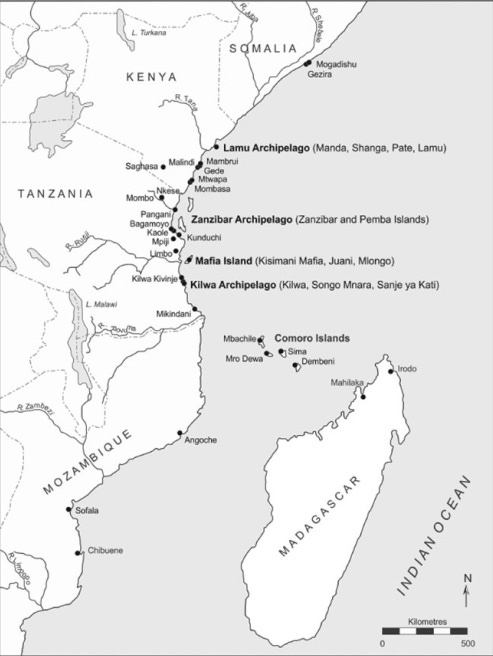 R. Juba
R. Shebele
L. Turkana
SOMALIA
KENYA
Mogadishu
Gezira
R. Tana
Lamu Archipelago (Manda, Shanga, Pate, Lamu)
Malindi
Mambrui
Saghasa
Gede
Mtwapa
Mombasa
TANZANIA
Nkese
Mombo
Pangani
Zanzibar Archipelago (Zanzibar and Pemba Islands)
Bagamoyo
Kaole
Kunduchi
Mpiji
R. Rufiji
Limbo
Mafia Island (Kisimani Mafia, Juani, Mlongo)
Kilwa Kivinje
Kilwa Archipelago (Kilwa, Songo Mnara, Sanje ya Kati)
L. Malawi
Mikindani
R. Rovuma
Mbachile
Comoro Islands
Mro Dewa
Sima
Dembeni
Irodo
Mahilaka
R. Zambezi
Angoche
MOZAMBIQUE
MADAGASCAR
INDIAN OCEAN
Sofala
Chibuene
R. Limpopo
N
Kilometres
0
500